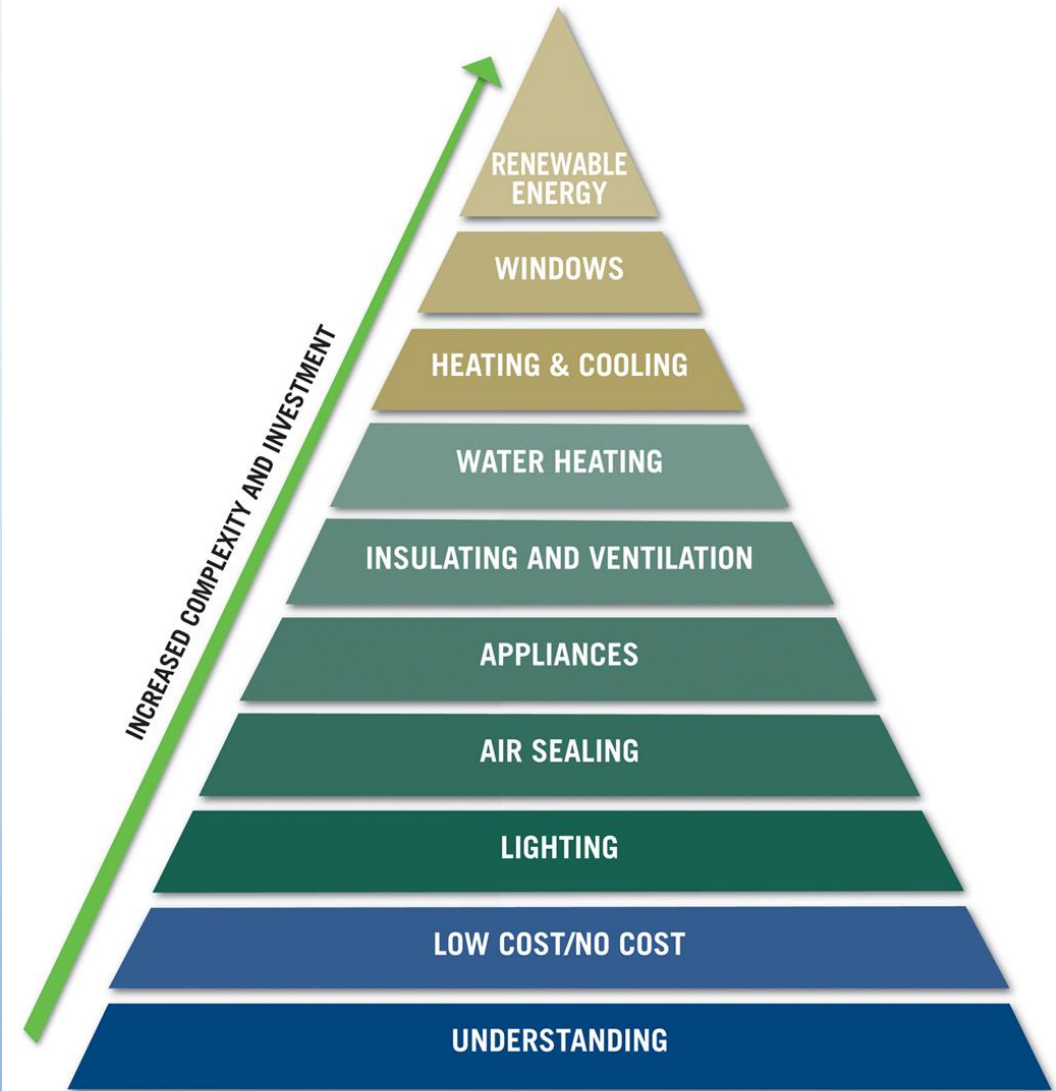 RENEWABLE
ENERGY
WINDOWS
HEATING & COOLING
WATER HEATING
INSULATING AND VENTILATION
APPLIANCES
AIR SEALING
LIGHTING
LOW COST/NO COST
UNDERSTANDING
INCREASED COMPLEXITY AND INVESTMENT